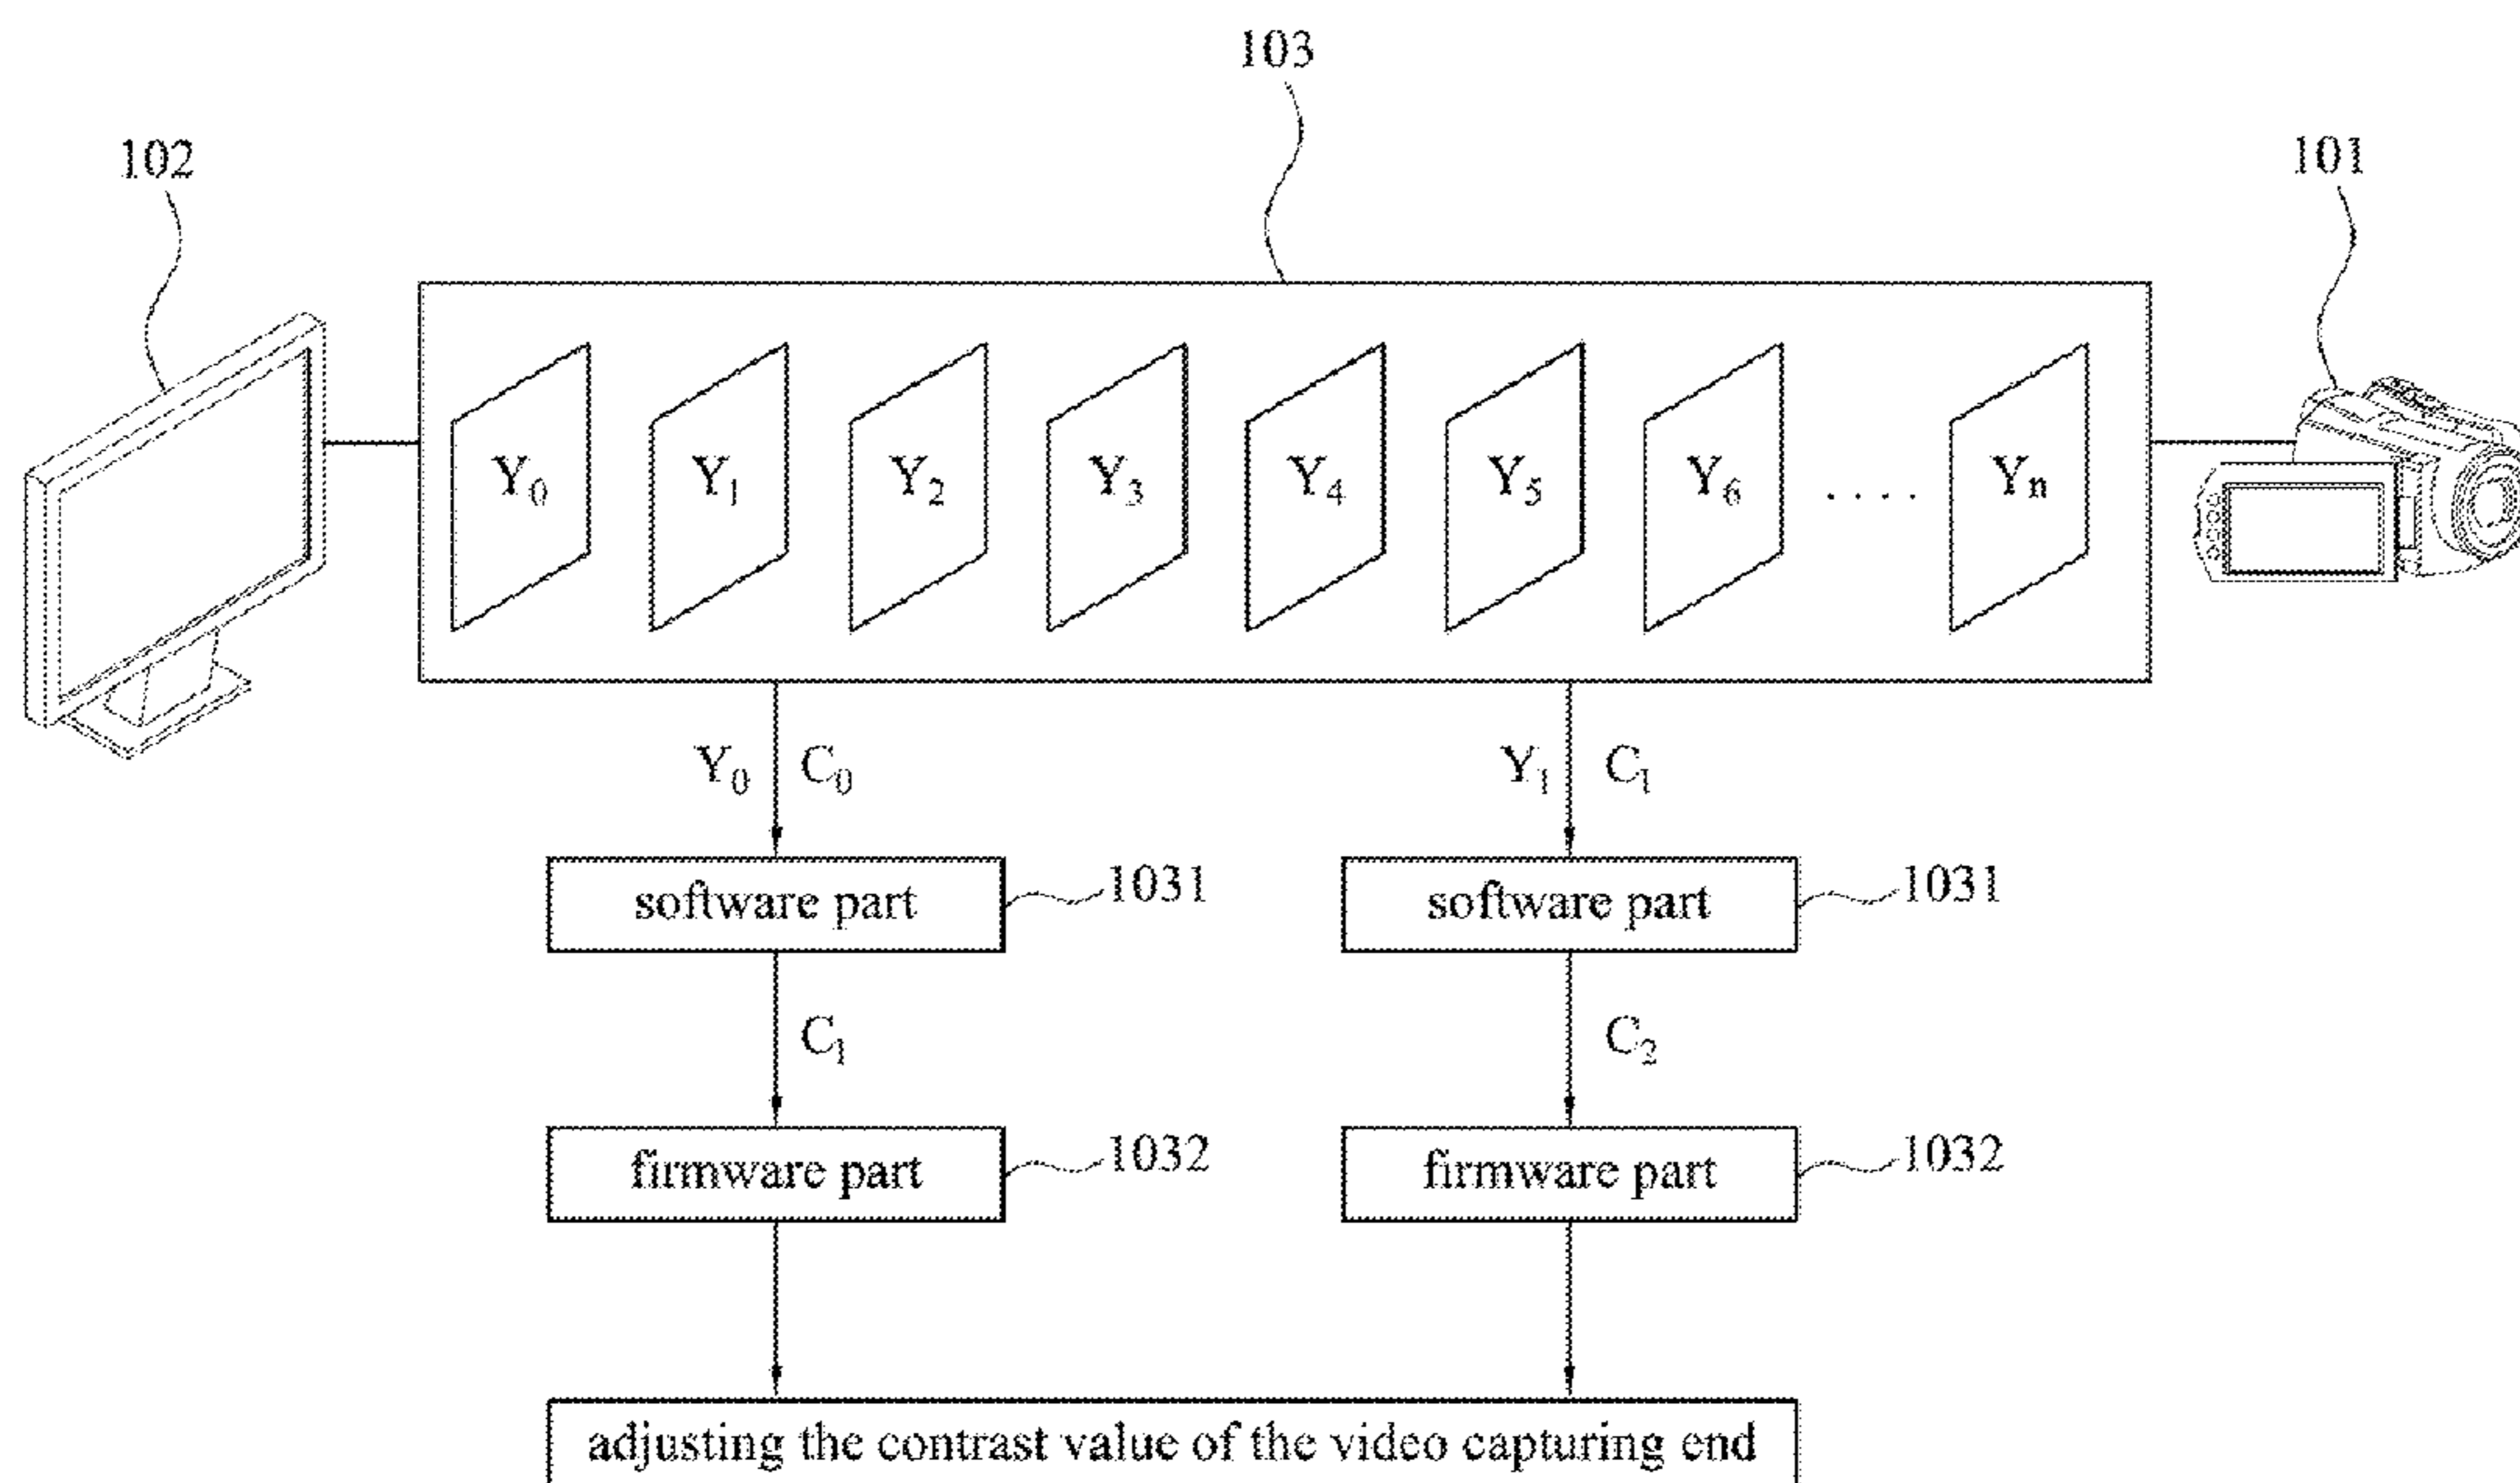 103
102
101
Y₀ Y₁ Y₂ Y₃ Y₄ Y₅ Y₆ .... Yₙ
Y₀ C₀ Y₁ C₁
software part 1031 software part 1031
C₁ C₂
firmware part 1032 firmware part 1032
adjusting the contrast value of the video capturing end